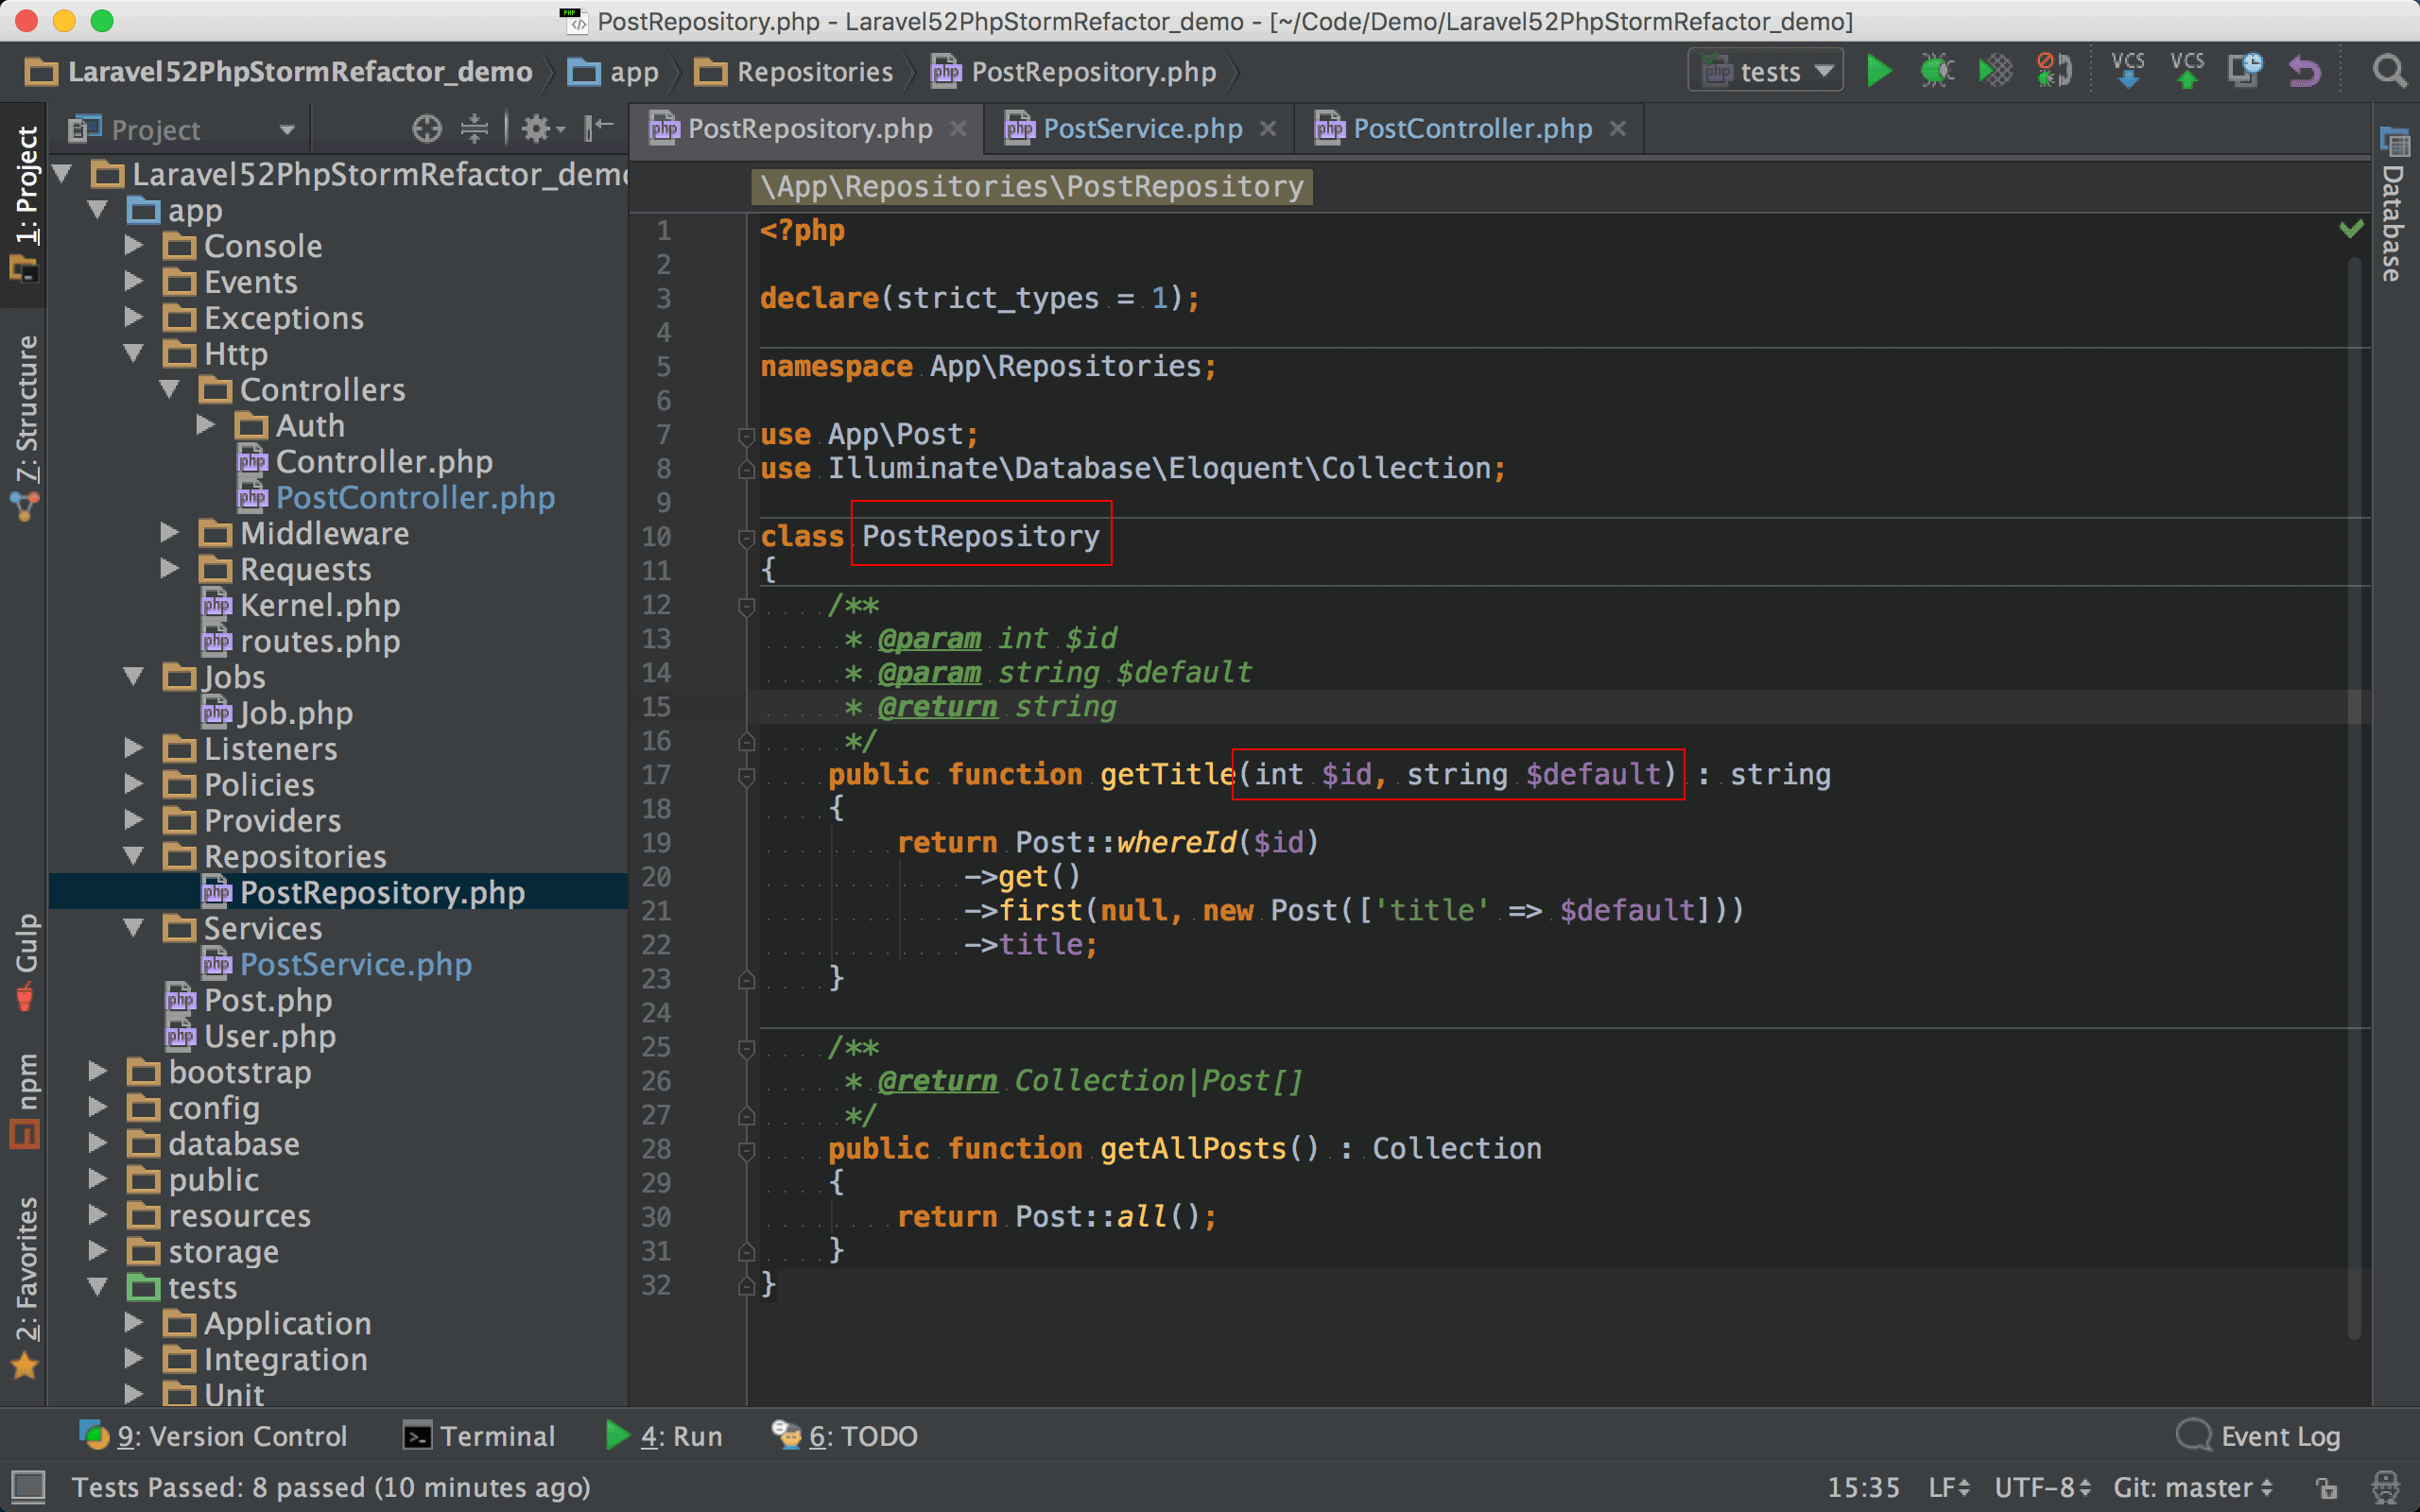 PostRepository.php - Laravel52PhpStormRefactor_demo - [~/Code/Demo/Laravel52PhpStormRefactor_demo]
Laravel52PhpStormRefactor_demo app Repositories PostRepository.php tests VCS VCS
1: Project
7: Structure
Gulp
npm
2: Favorites
Project
Laravel52PhpStormRefactor_demo
app
Console
Events
Exceptions
Http
Controllers
Auth
Controller.php
PostController.php
Middleware
Requests
Kernel.php
routes.php
Jobs
Job.php
Listeners
Policies
Providers
Repositories
PostRepository.php
Services
PostService.php
Post.php
User.php
bootstrap
config
database
public
resources
storage
tests
Application
Integration
Unit
PostRepository.php PostService.php PostController.php
\App\Repositories\PostRepository
1 <?php
2
3 declare(strict_types = 1);
4
5 namespace App\Repositories;
6
7 use App\Post;
8 use Illuminate\Database\Eloquent\Collection;
9
10 class PostRepository
11 {
12 /**
13 * @param int $id
14 * @param string $default
15 * @return string
16 */
17 public function getTitle(int $id, string $default) : string
18 {
19 return Post::whereId($id)
20 ->get()
21 ->first(null, new Post(['title' => $default]))
22 ->title;
23 }
24
25 /**
26 * @return Collection|Post[]
27 */
28 public function getAllPosts() : Collection
29 {
30 return Post::all();
31 }
32 }
Database
9: Version Control Terminal 4: Run 6: TODO Event Log
Tests Passed: 8 passed (10 minutes ago) 15:35 LF UTF-8 Git: master